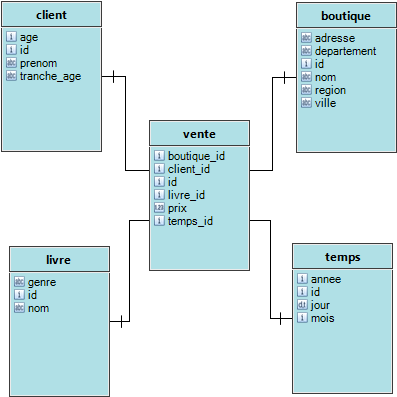 client
age
id
prenom
tranche_age
boutique
adresse
departement
id
nom
region
ville
vente
boutique_id
client_id
id
livre_id
prix
temps_id
livre
genre
id
nom
temps
annee
id
jour
mois